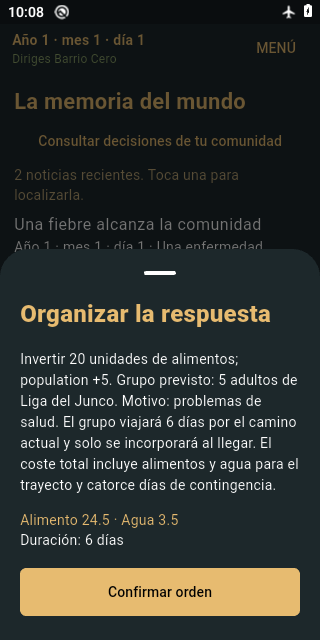 10:08
Año 1 · mes 1 · día 1
Diriges Barrio Cero
MENÚ
La memoria del mundo
Consultar decisiones de tu comunidad
2 noticias recientes. Toca una para
localizarla.
Una fiebre alcanza la comunidad
Año 1 · mes 1 · día 1 · Una enfermedad
Organizar la respuesta
Invertir 20 unidades de alimentos;
population +5. Grupo previsto: 5 adultos de
Liga del Junco. Motivo: problemas de
salud. El grupo viajará 6 días por el camino
actual y solo se incorporará al llegar. El
coste total incluye alimentos y agua para el
trayecto y catorce días de contingencia.
Alimento 24.5 · Agua 3.5
Duración: 6 días
Confirmar orden